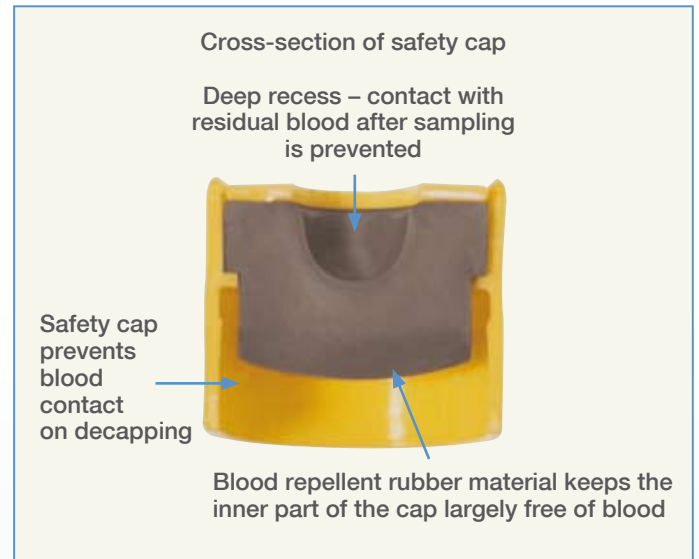 Cross-section of safety cap
Deep recess – contact with
residual blood after sampling
is prevented
Safety cap
prevents
blood
contact
on decapping
Blood repellent rubber material keeps the
inner part of the cap largely free of blood